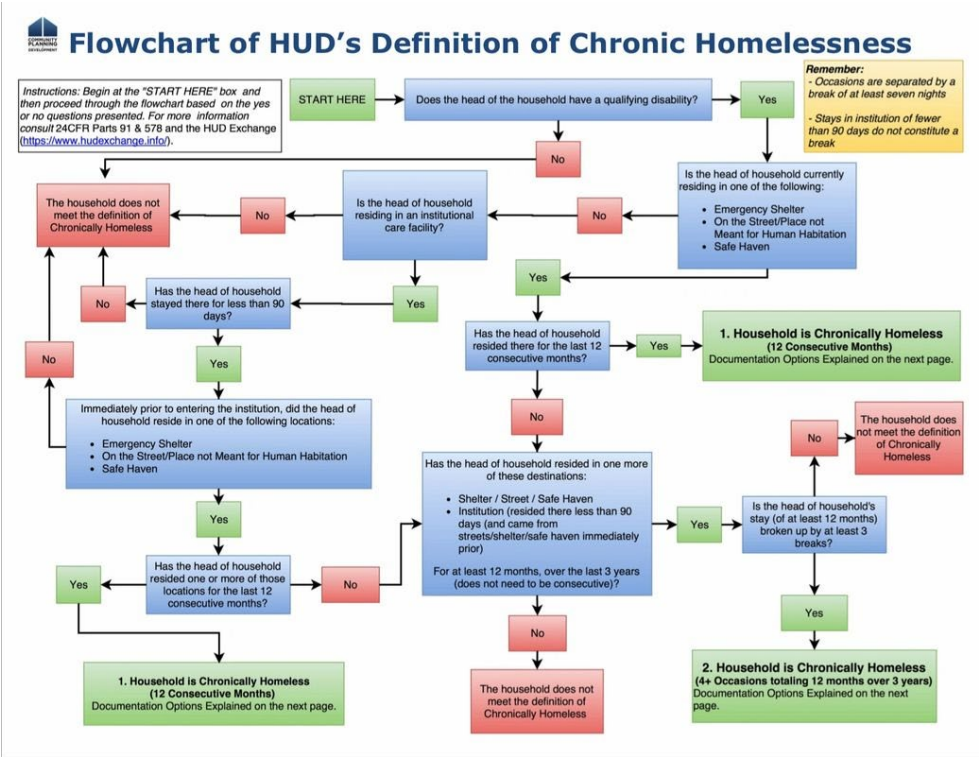 COMMUNITY
PLANNING
DEVELOPMENT
Flowchart of HUD's Definition of Chronic Homelessness
Instructions: Begin at the "START HERE" box and
then proceed through the flowchart based on the yes
or no questions presented. For more information
consult 24CFR Parts 91 & 578 and the HUD Exchange
(https://www.hudexchange.info/).
START HERE
Does the head of the household have a qualifying disability?
Yes
Remember:
- Occasions are separated by a
break of at least seven nights
- Stays in institution of fewer
than 90 days do not constitute a
break
No
The household does not
meet the definition of
Chronically Homeless
No
Is the head of household
residing in an institutional
care facility?
No
Is the head of household currently
residing in one of the following:
• Emergency Shelter
• On the Street/Place not
Meant for Human Habitation
• Safe Haven
Yes
No
Has the head of household
stayed there for less than 90
days?
Yes
Has the head of household
resided there for the last 12
consecutive months?
Yes
1. Household is Chronically Homeless
(12 Consecutive Months)
Documentation Options Explained on the next page.
No
Yes
No
Immediately prior to entering the institution, did the head of
household reside in one of the following locations:
• Emergency Shelter
• On the Street/Place not Meant for Human Habitation
• Safe Haven
Has the head of household resided in one more
of these destinations:
• Shelter / Street / Safe Haven
• Institution (resided there less than 90
days (and came from
streets/shelter/safe haven immediately
prior)
For at least 12 months, over the last 3 years
(does not need to be consecutive)?
No
The household does
not meet the definition
of Chronically
Homeless
Yes
Yes
Is the head of household's
stay (of at least 12 months)
broken up by at least 3
breaks?
Yes
Has the head of household
resided one or more of those
locations for the last 12
consecutive months?
No
Yes
No
1. Household is Chronically Homeless
(12 Consecutive Months)
Documentation Options Explained on the next page.
The household does not
meet the definition of
Chronically Homeless
2. Household is Chronically Homeless
(4+ Occasions totaling 12 months over 3 years)
Documentation Options Explained on the next
page.